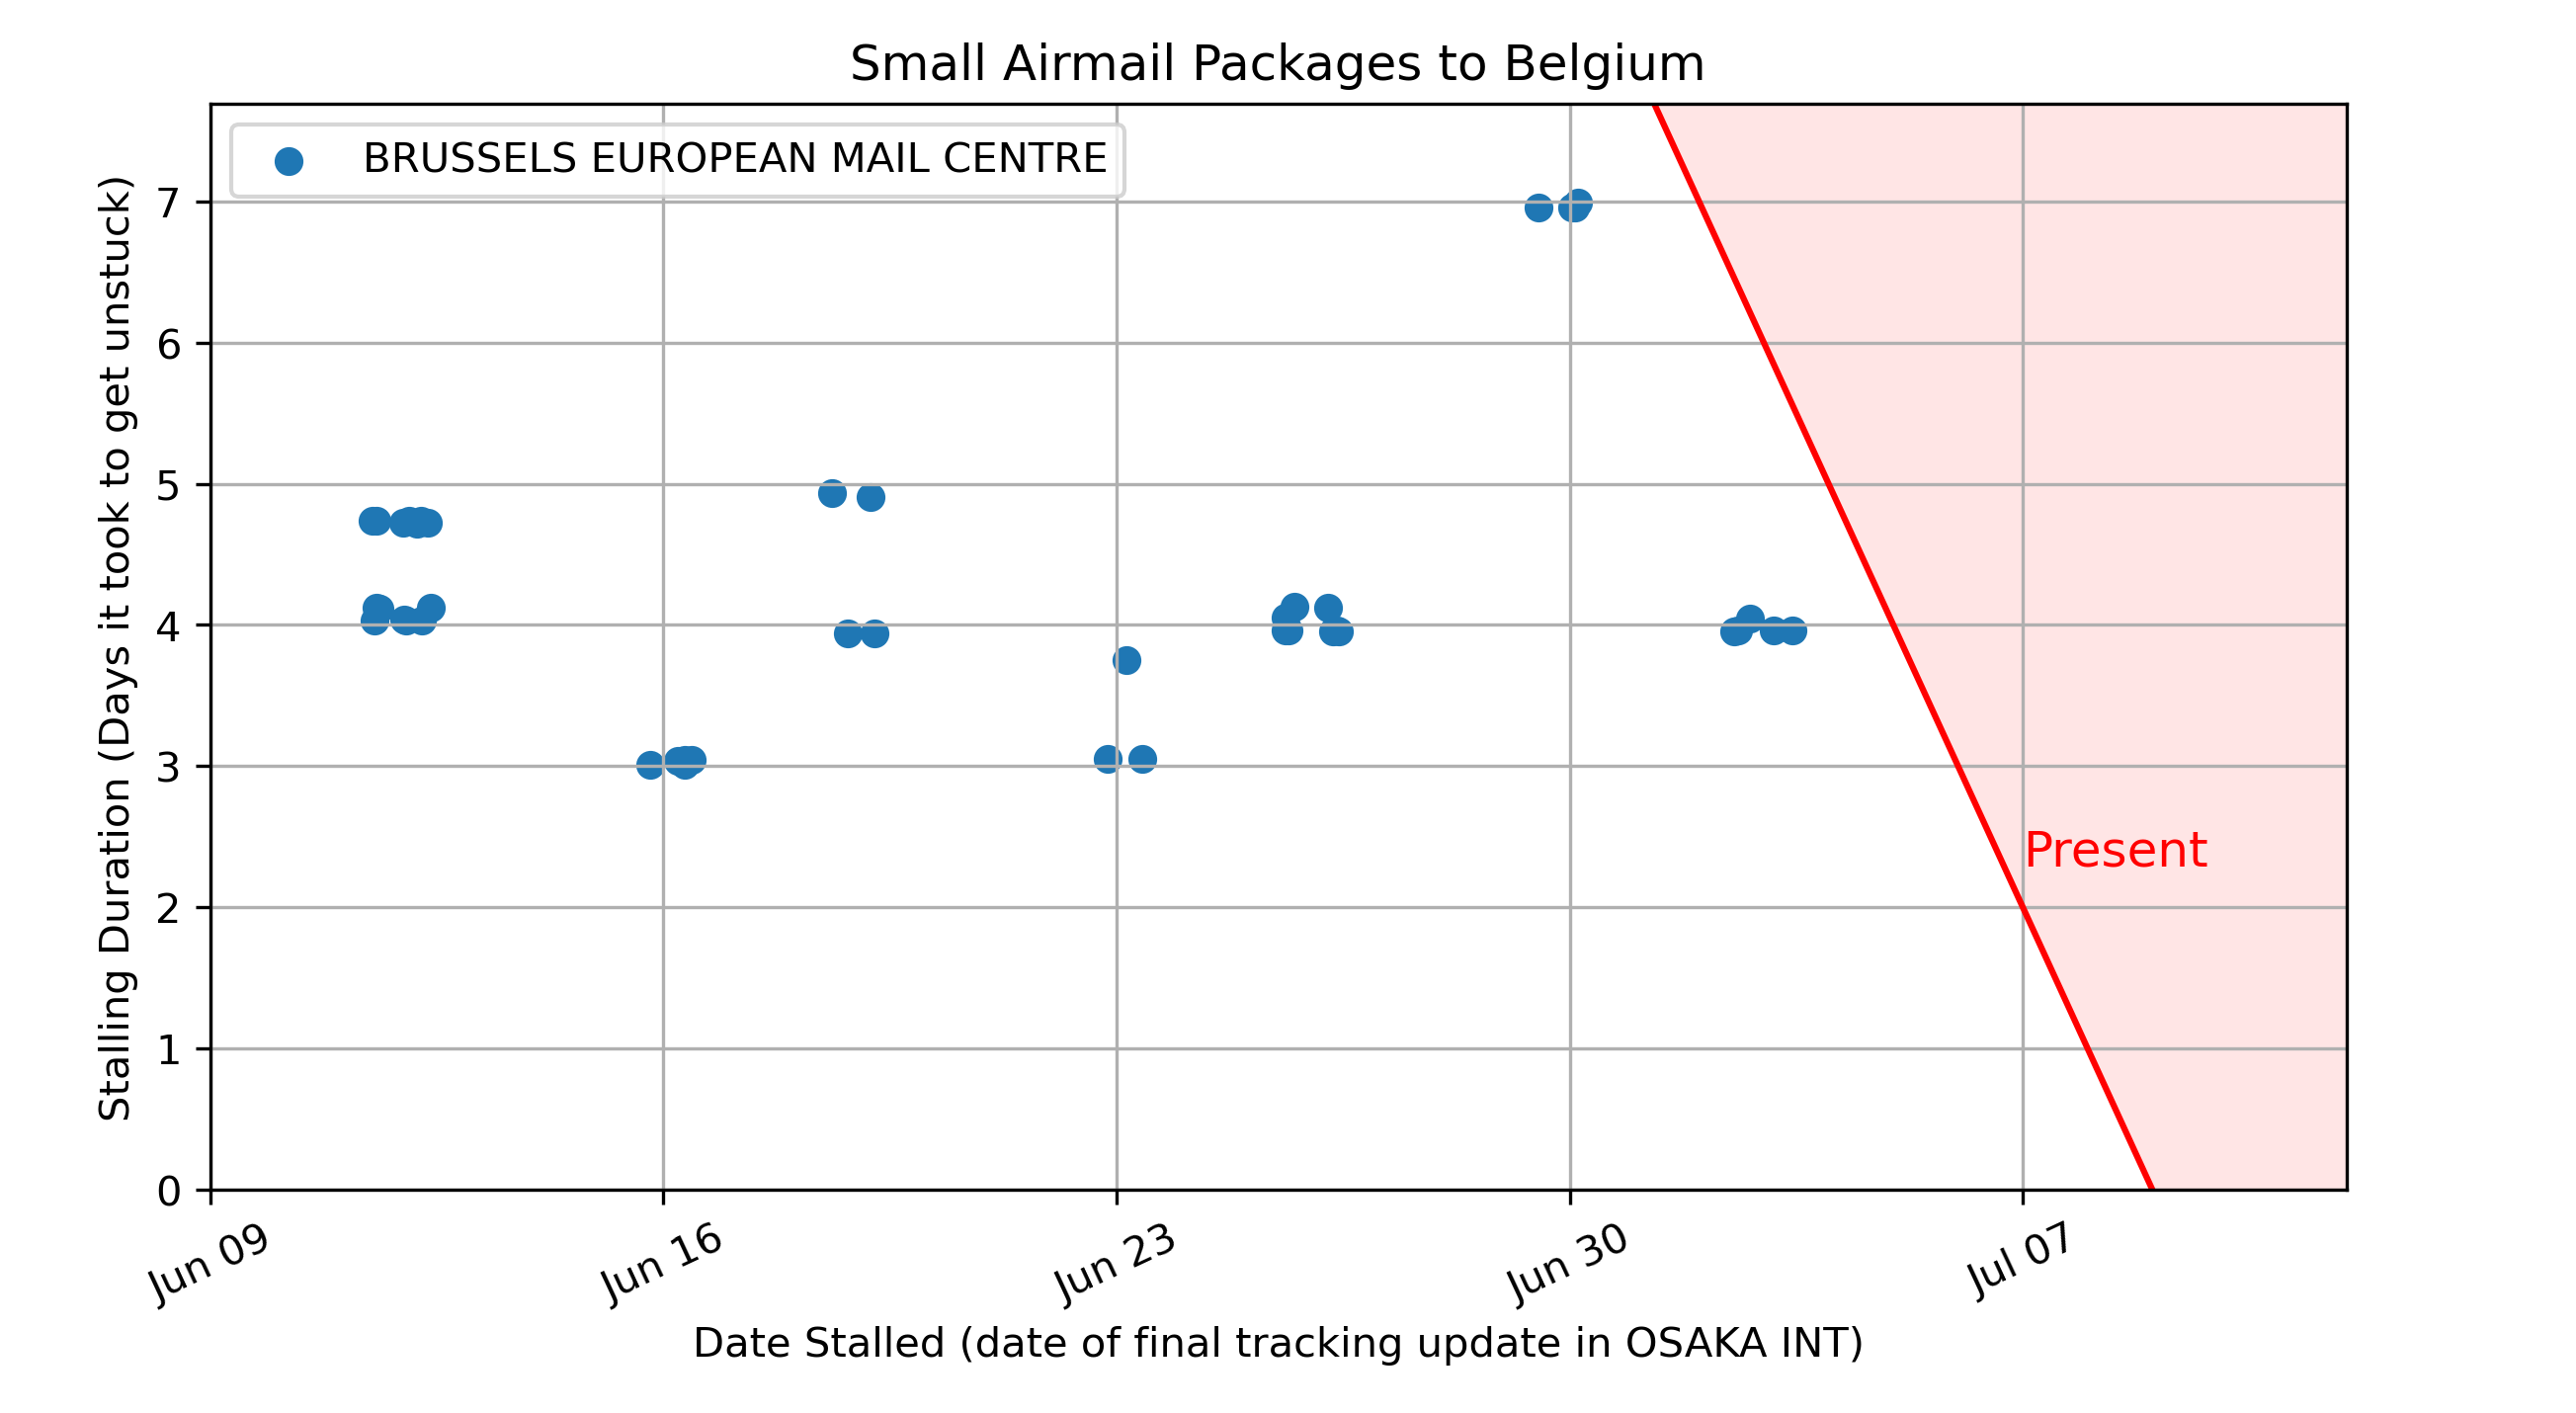 Small Airmail Packages to Belgium
BRUSSELS EUROPEAN MAIL CENTRE
Stalling Duration (Days it took to get unstuck)
7
6
5
4
3
2
1
0
Present
Jun 09
Jun 16
Jun 23
Jun 30
Jul 07
Date Stalled (date of final tracking update in OSAKA INT)